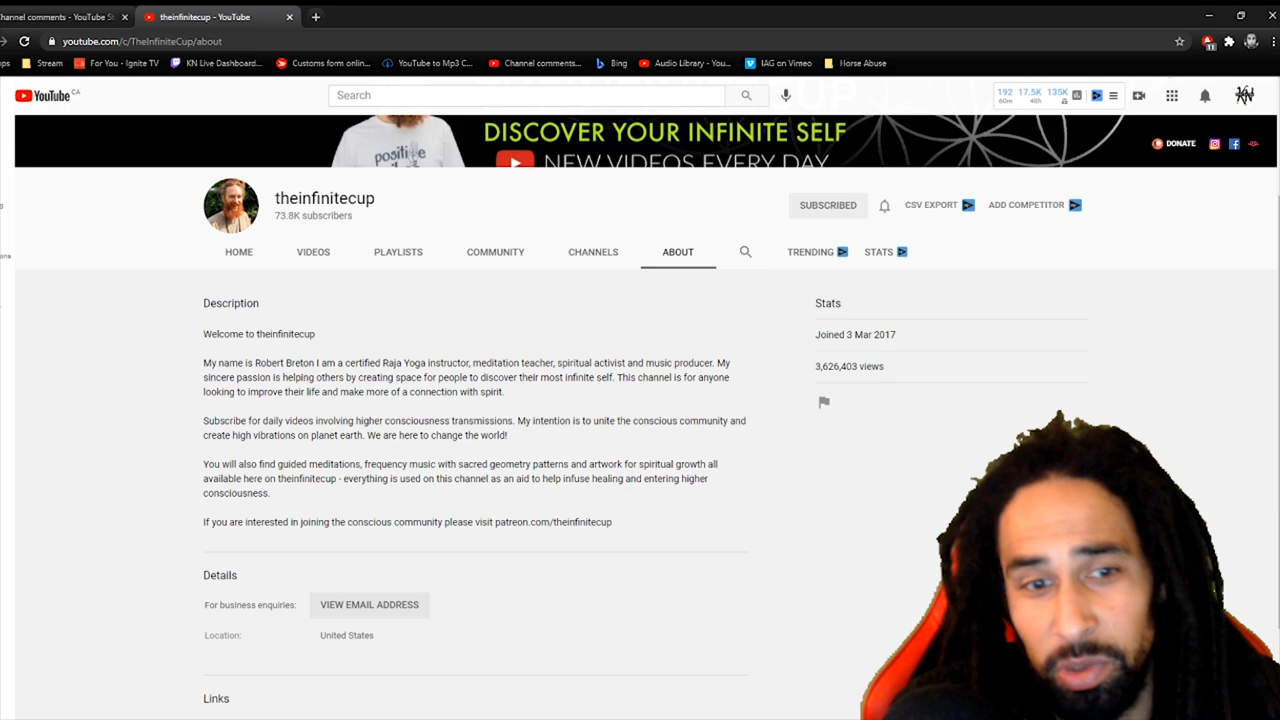 Channel comments - YouTube St
theinfinitecup - YouTube
youtube.com/c/TheInfiniteCup/about
11
Stream
For You - Ignite TV
KN Live Dashboard...
Customs form onlin...
YouTube to Mp3 C...
Channel comments...
Bing
Audio Library - You...
IAG on Vimeo
Horse Abuse
YouTube CA
Search
192 17.5K 135K
60m 48h
positive
DISCOVER YOUR INFINITE SELF
NEW VIDEOS EVERY DAY
DONATE
theinfinitecup
73.8K subscribers
SUBSCRIBED
CSV EXPORT
ADD COMPETITOR
HOME VIDEOS PLAYLISTS COMMUNITY CHANNELS ABOUT TRENDING STATS
Description
Welcome to theinfinitecup
My name is Robert Breton I am a certified Raja Yoga instructor, meditation teacher, spiritual activist and music producer. My
sincere passion is helping others by creating space for people to discover their most infinite self. This channel is for anyone
looking to improve their life and make more of a connection with spirit.
Subscribe for daily videos involving higher consciousness transmissions. My intention is to unite the conscious community and
create high vibrations on planet earth. We are here to change the world!
You will also find guided meditations, frequency music with sacred geometry patterns and artwork for spiritual growth all
available here on theinfinitecup - everything is used on this channel as an aid to help infuse healing and entering higher
consciousness.
If you are interested in joining the conscious community please visit patreon.com/theinfinitecup
Stats
Joined 3 Mar 2017
3,626,403 views
Details
For business enquiries: VIEW EMAIL ADDRESS
Location: United States
Links